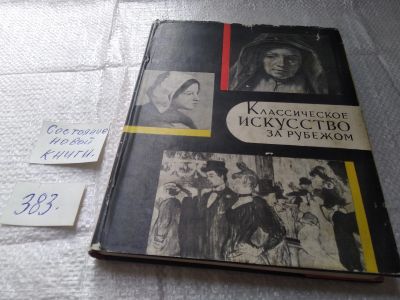 Состояние
новой
книги.
383.
Классическое
искусство
за рубежом